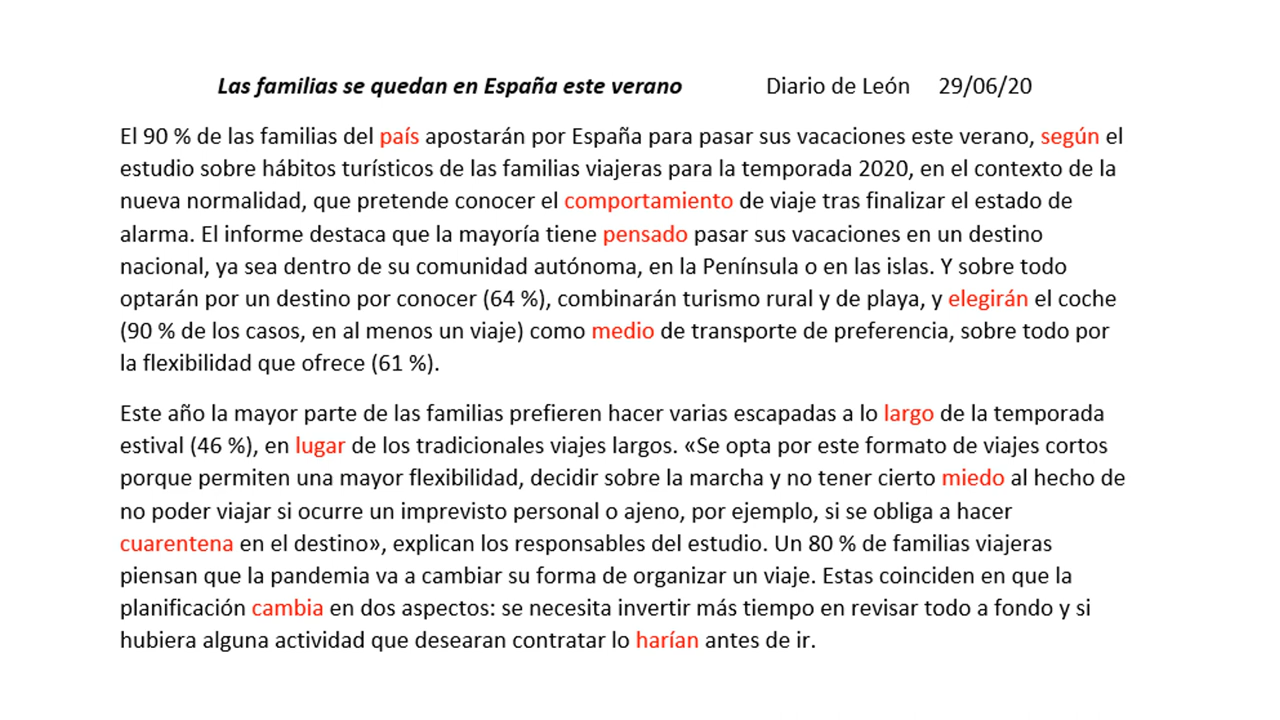 Las familias se quedan en España este verano Diario de León 29/06/20
El 90 % de las familias del país apostarán por España para pasar sus vacaciones este verano, según el
estudio sobre hábitos turísticos de las familias viajeras para la temporada 2020, en el contexto de la
nueva normalidad, que pretende conocer el comportamiento de viaje tras finalizar el estado de
alarma. El informe destaca que la mayoría tiene pensado pasar sus vacaciones en un destino
nacional, ya sea dentro de su comunidad autónoma, en la Península o en las islas. Y sobre todo
optarán por un destino por conocer (64 %), combinarán turismo rural y de playa, y elegirán el coche
(90 % de los casos, en al menos un viaje) como medio de transporte de preferencia, sobre todo por
la flexibilidad que ofrece (61 %).
Este año la mayor parte de las familias prefieren hacer varias escapadas a lo largo de la temporada
estival (46 %), en lugar de los tradicionales viajes largos. «Se opta por este formato de viajes cortos
porque permiten una mayor flexibilidad, decidir sobre la marcha y no tener cierto miedo al hecho de
no poder viajar si ocurre un imprevisto personal o ajeno, por ejemplo, si se obliga a hacer
cuarentena en el destino», explican los responsables del estudio. Un 80 % de familias viajeras
piensan que la pandemia va a cambiar su forma de organizar un viaje. Estas coinciden en que la
planificación cambia en dos aspectos: se necesita invertir más tiempo en revisar todo a fondo y si
hubiera alguna actividad que desearan contratar lo harían antes de ir.